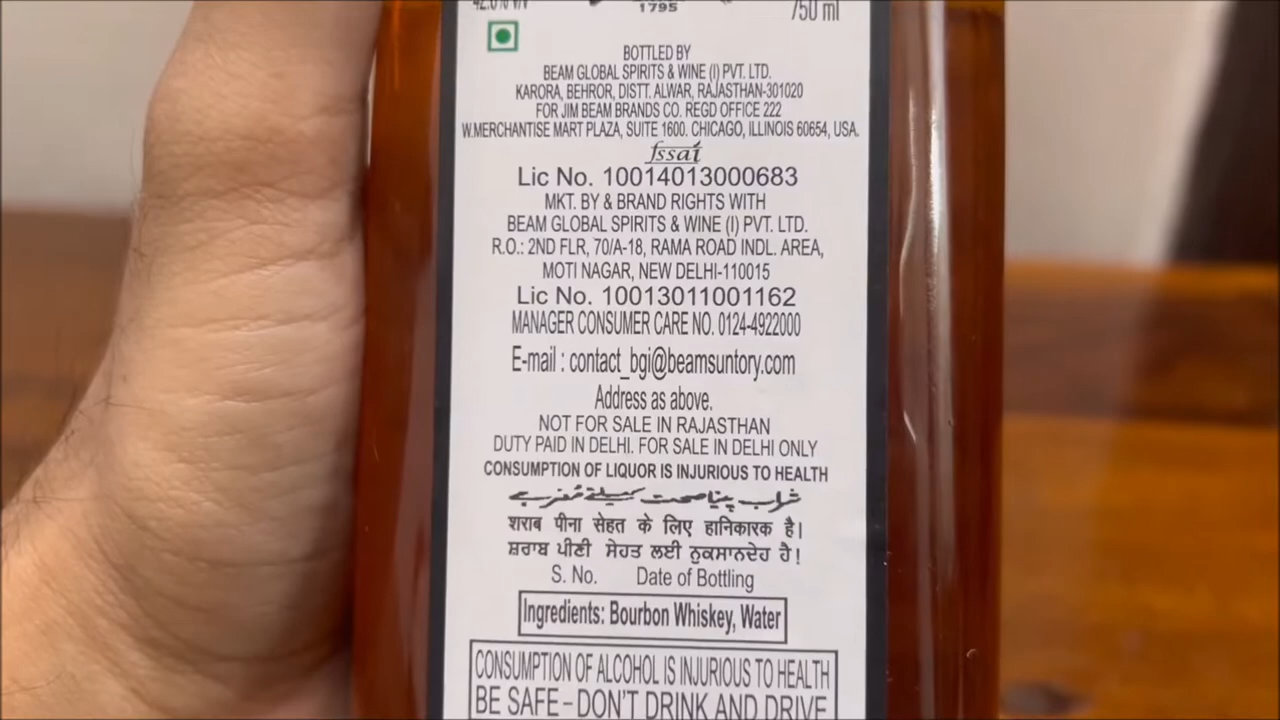 42.8% V/V
1795
750 ml
BOTTLED BY
BEAM GLOBAL SPIRITS & WINE (I) PVT. LTD.
KARORA, BEHROR, DISTT. ALWAR, RAJASTHAN-301020
FOR JIM BEAM BRANDS CO. REGD OFFICE 222
W.MERCHANTISE MART PLAZA, SUITE 1600. CHICAGO, ILLINOIS 60654, USA.
fssai
Lic No. 10014013000683
MKT. BY & BRAND RIGHTS WITH
BEAM GLOBAL SPIRITS & WINE (I) PVT. LTD.
R.O.: 2ND FLR, 70/A-18, RAMA ROAD INDL. AREA,
MOTI NAGAR, NEW DELHI-110015
Lic No. 10013011001162
MANAGER CONSUMER CARE NO. 0124-4922000
E-mail : contact_bgi@beamsuntory.com
Address as above.
NOT FOR SALE IN RAJASTHAN
DUTY PAID IN DELHI. FOR SALE IN DELHI ONLY
CONSUMPTION OF LIQUOR IS INJURIOUS TO HEALTH
شراب پینا صحت کیلئے مُضر ہے
शराब पीना सेहत के लिए हानिकारक है।
ਸ਼ਰਾਬ ਪੀਣੀ ਸੇਹਤ ਲਈ ਨੁਕਸਾਨਦੇਹ ਹੈ!
S. No. Date of Bottling
Ingredients: Bourbon Whiskey, Water
CONSUMPTION OF ALCOHOL IS INJURIOUS TO HEALTH
BE SAFE – DON'T DRINK AND DRIVE